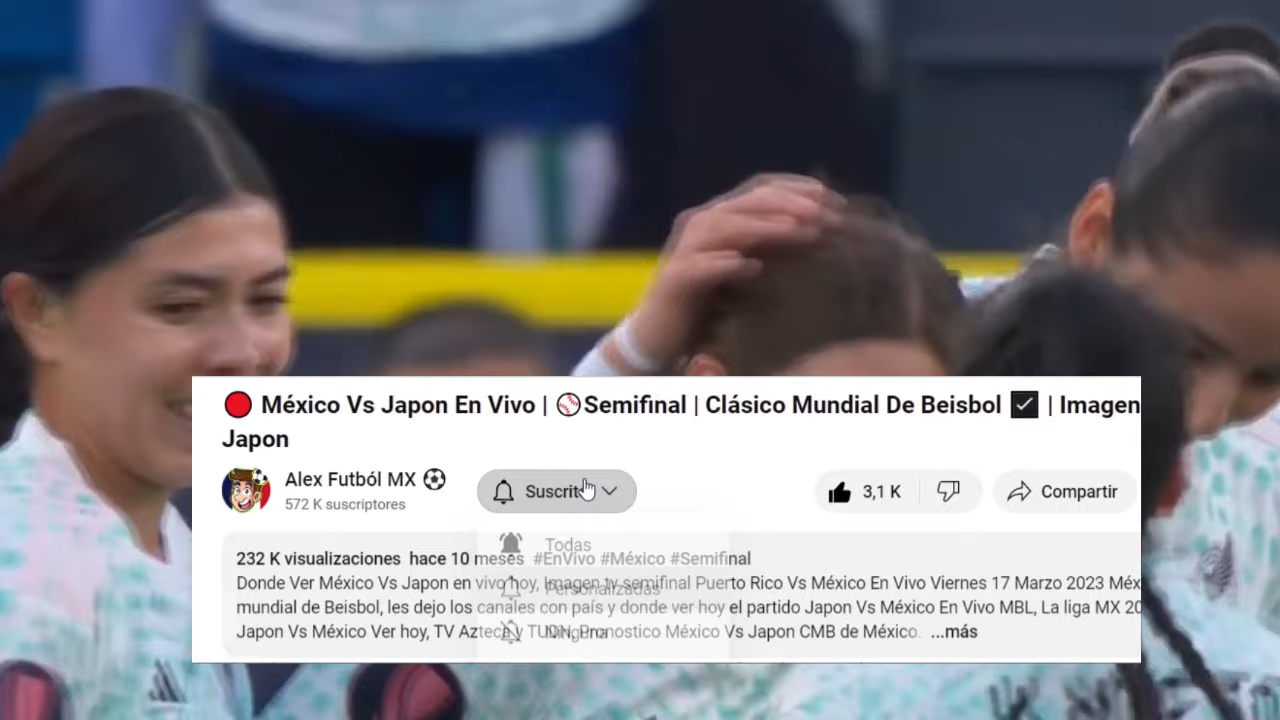 🔴 México Vs Japon En Vivo | ⚾Semifinal | Clásico Mundial De Beisbol ☑ | Imagen
Japon
Alex Futból MX ⚽
572 K suscriptores
Suscrito
3,1 K
Compartir
Todas
232 K visualizaciones hace 10 meses #EnVivo #México #Semifinal
Donde Ver México Vs Japon en vivo hoy, Imagen tv semifinal Puerto Rico Vs México En Vivo Viernes 17 Marzo 2023 Méx
Personalizadas
mundial de Beisbol, les dejo los canales con país y donde ver hoy el partido Japon Vs México En Vivo MBL, La liga MX 20
Japon Vs México Ver hoy, TV Azteca y TUDN, Pronostico México Vs Japon CMB de México. ...más
Ninguna